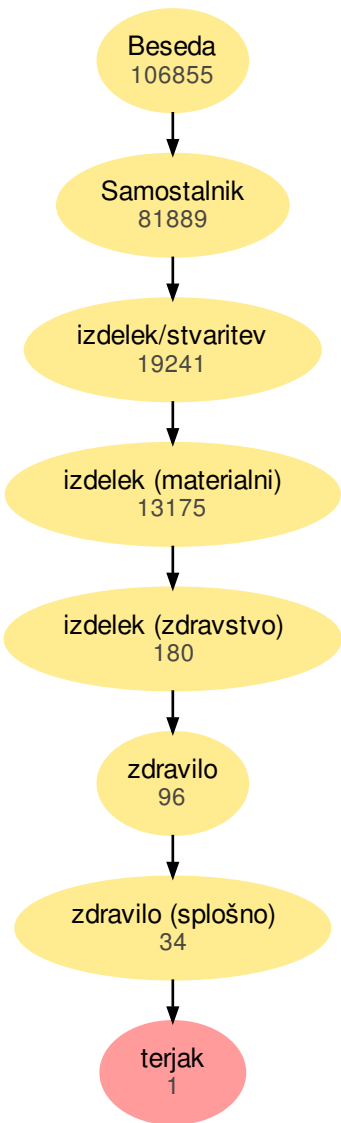 Beseda
106855
Samostalnik
81889
izdelek/stvaritev
19241
izdelek (materialni)
13175
izdelek (zdravstvo)
180
zdravilo
96
zdravilo (splošno)
34
terjak
1